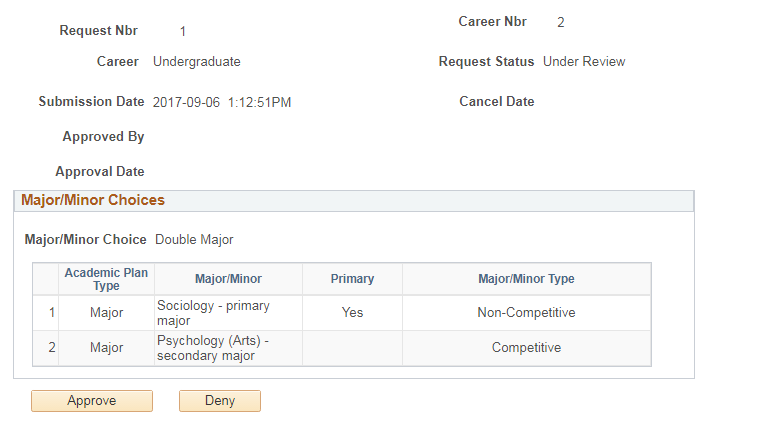 Request Nbr 1 Career Nbr 2
Career Undergraduate Request Status Under Review
Submission Date 2017-09-06 1:12:51PM Cancel Date
Approved By
Approval Date
Major/Minor Choices
Major/Minor Choice Double Major
Academic Plan Type Major/Minor Primary Major/Minor Type
1 Major Sociology - primary major Yes Non-Competitive
2 Major Psychology (Arts) - secondary major Competitive
Approve Deny